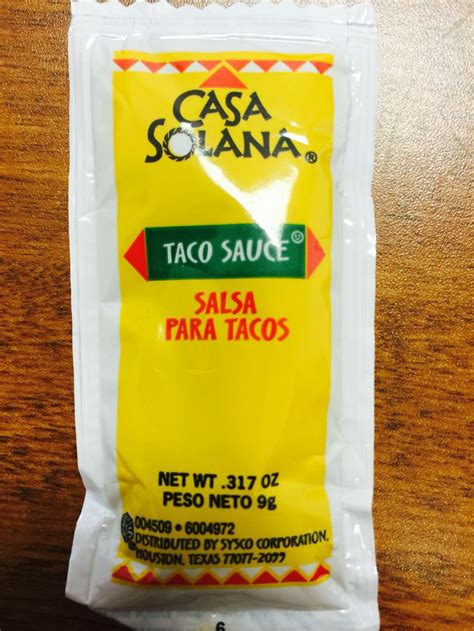 CASA
SOLANA®
TACO SAUCE
SALSA
PARA TACOS
NET WT .317 OZ
PESO NETO 9g
004509 • 6004972
DISTRIBUTED BY SYSCO CORPORATION.
HOUSTON, TEXAS 77077-2099
6